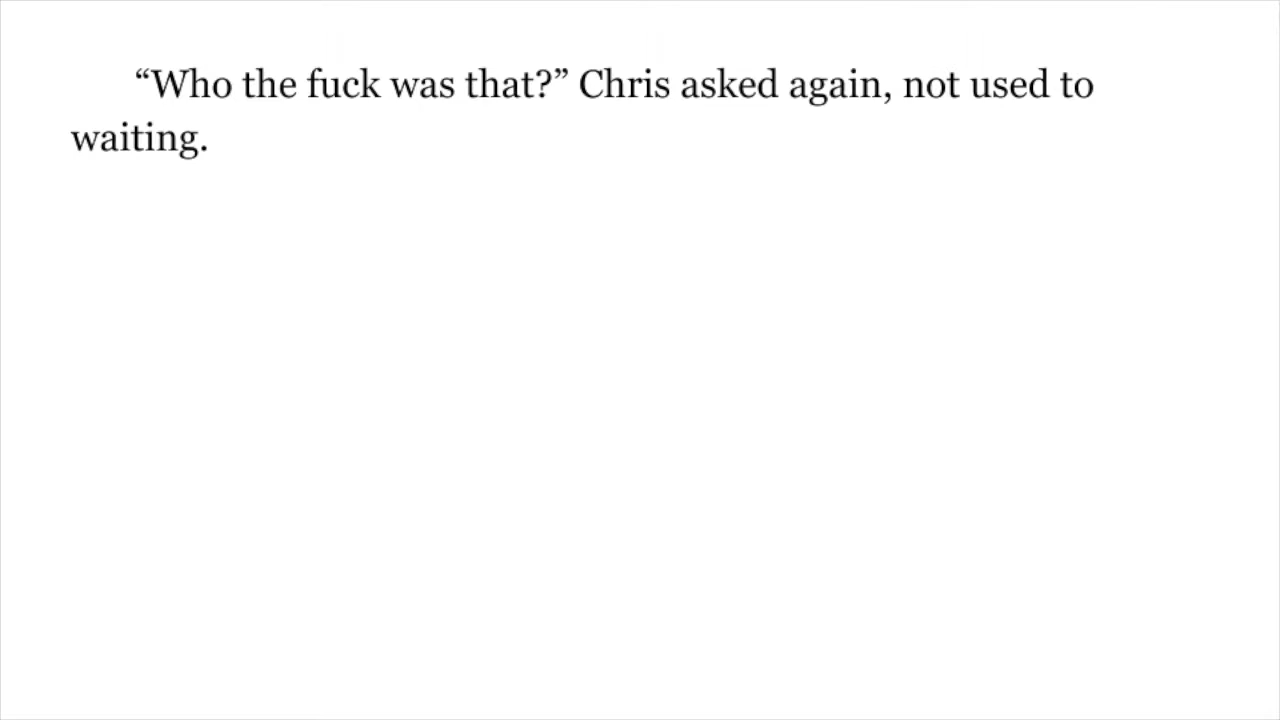 “Who the fuck was that?” Chris asked again, not used to
waiting.